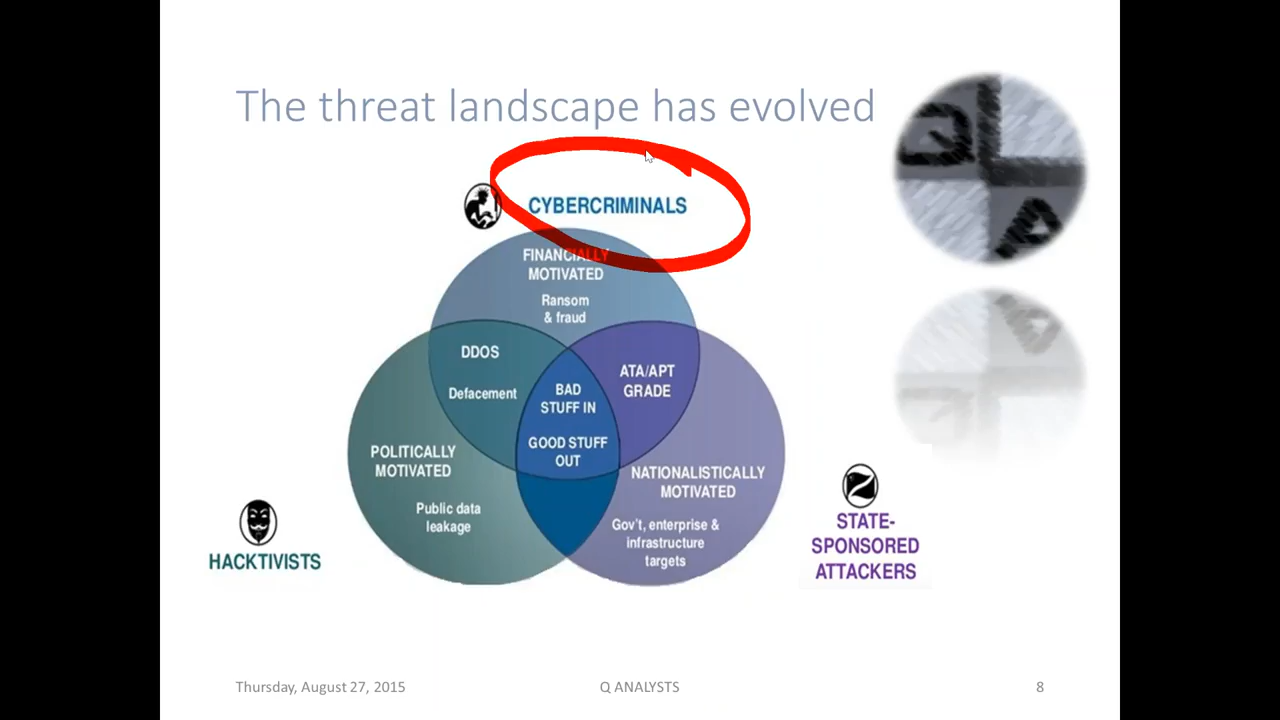 The threat landscape has evolved
Q
A
CYBERCRIMINALS
FINANCIALLY
MOTIVATED
Ransom
& fraud
DDOS
Defacement
ATA/APT
GRADE
BAD
STUFF IN
GOOD STUFF
OUT
POLITICALLY
MOTIVATED
Public data
leakage
NATIONALISTICALLY
MOTIVATED
Gov't, enterprise &
infrastructure
targets
HACKTIVISTS
STATE-
SPONSORED
ATTACKERS
Thursday, August 27, 2015
Q ANALYSTS
8